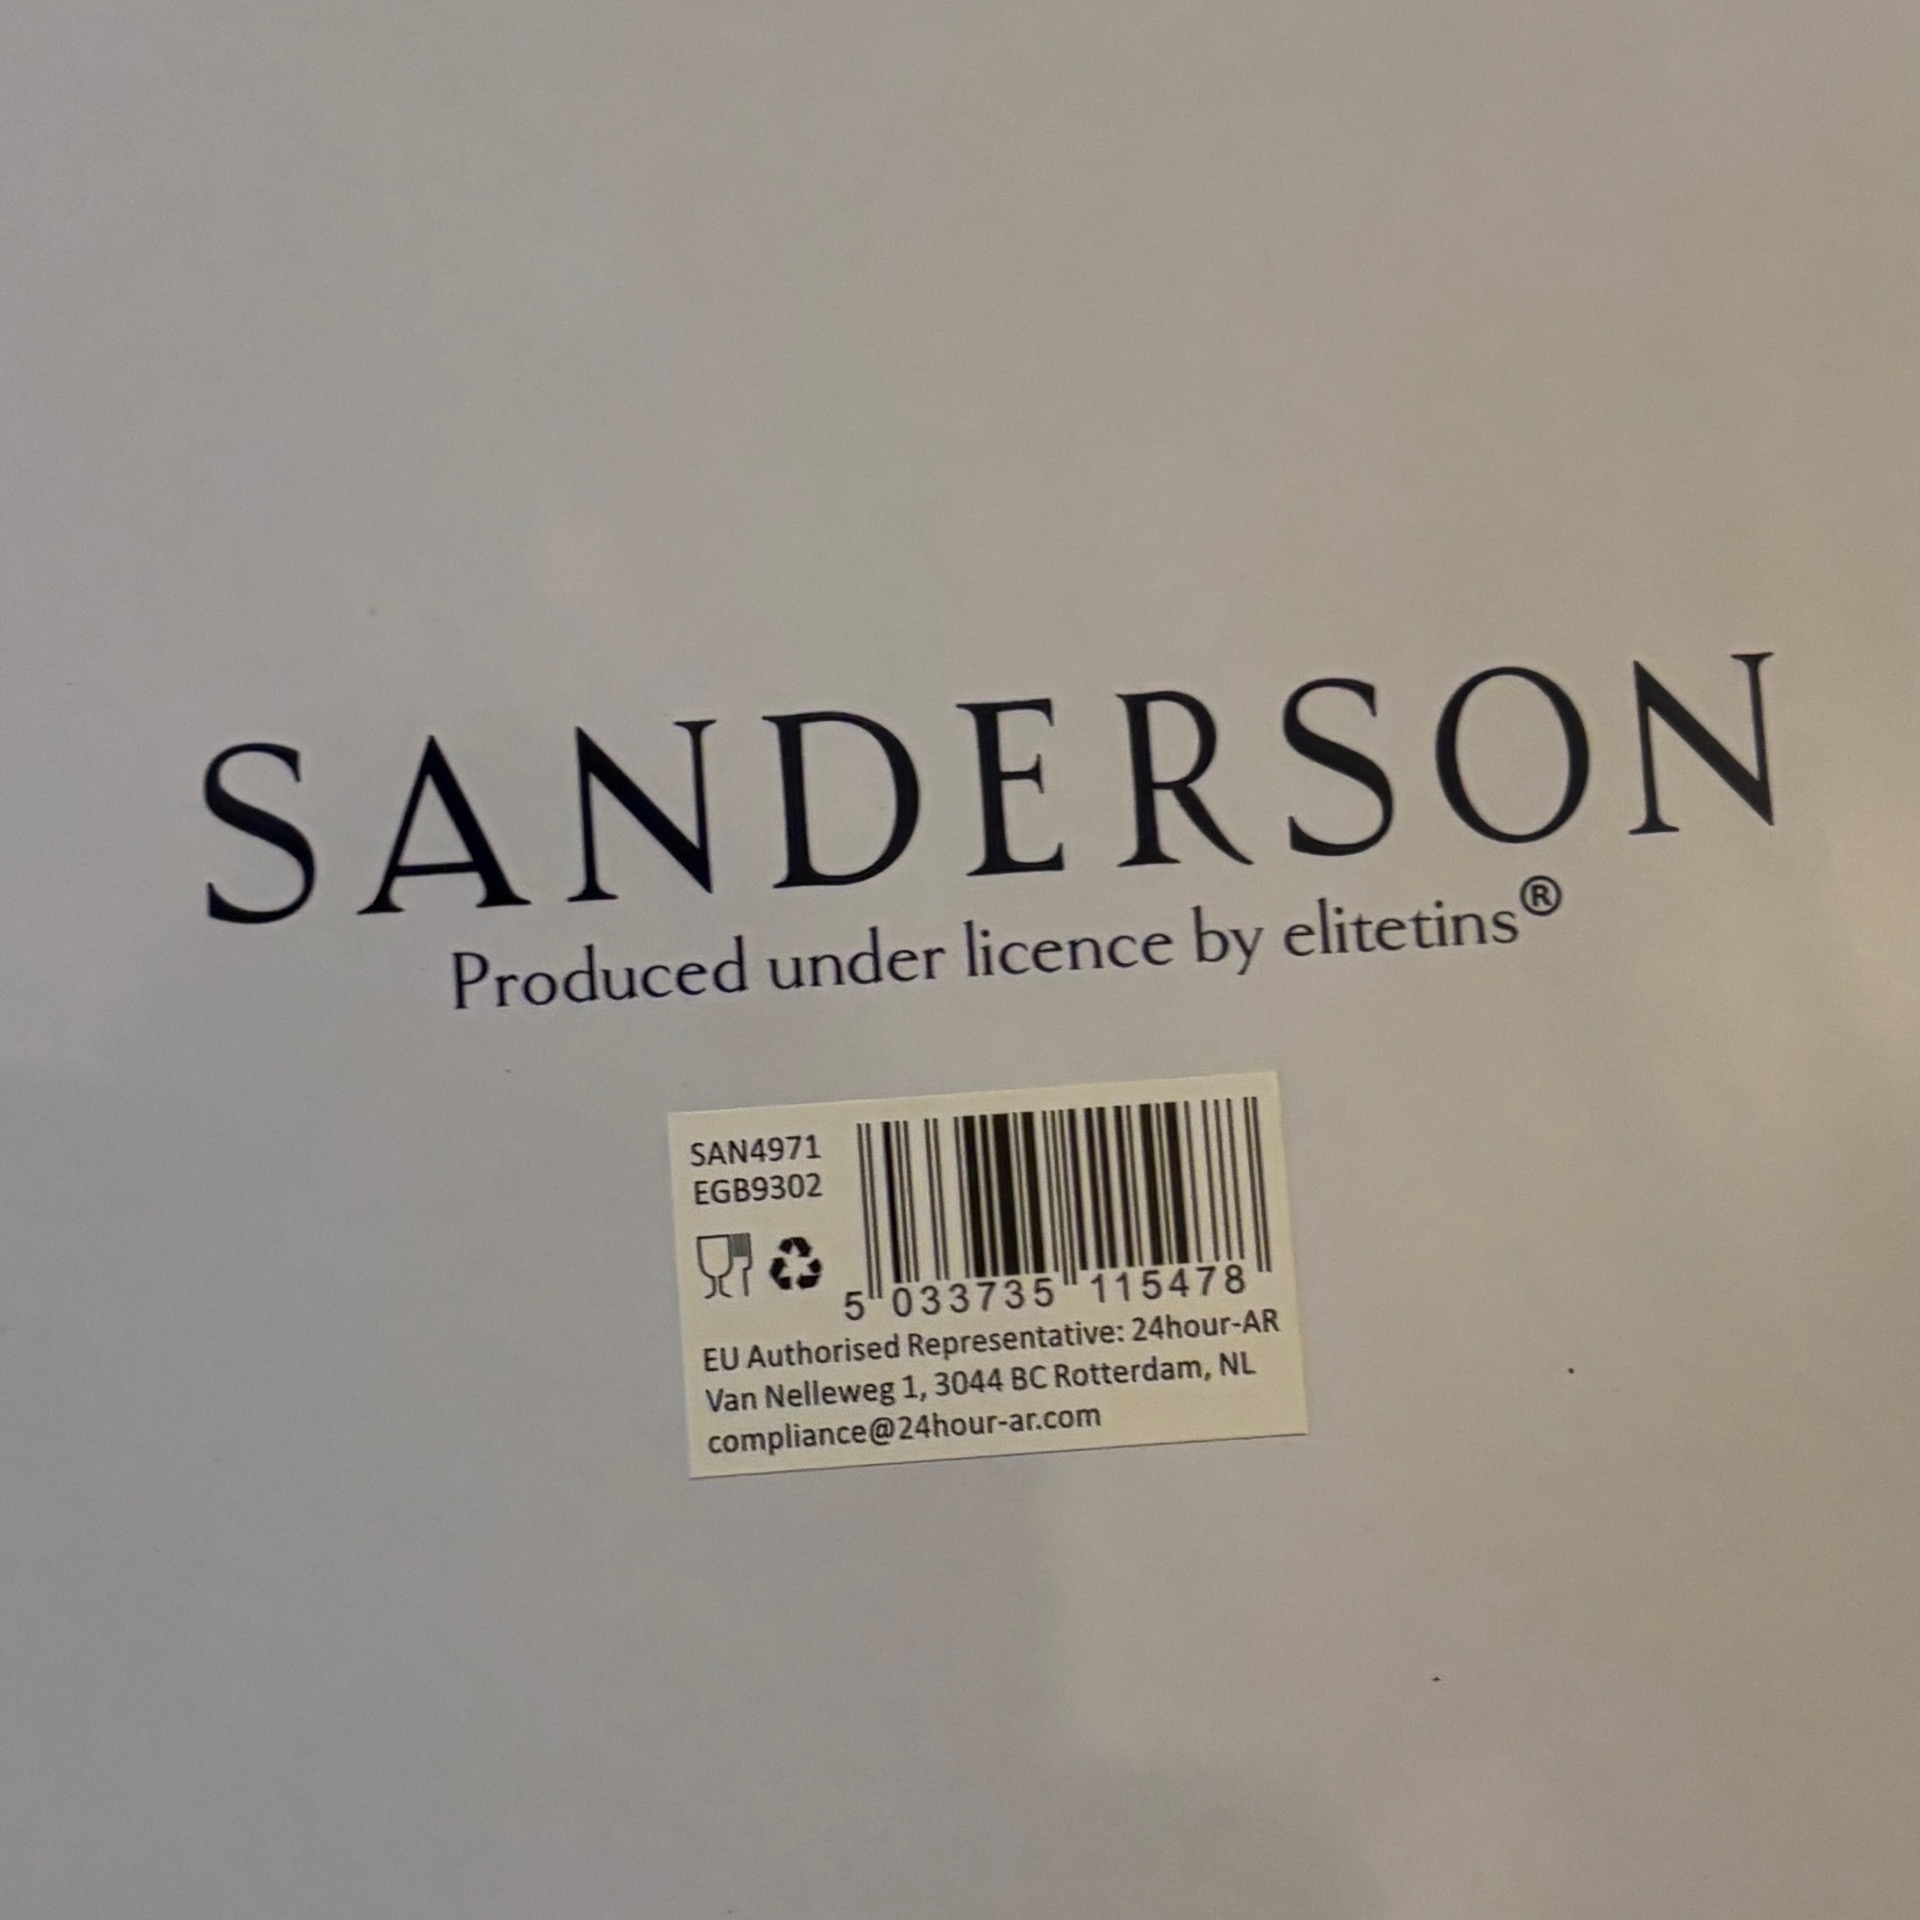 SANDERSON
Produced under licence by elitetins®
SAN4971
EGB9302
5 033735 115478
EU Authorised Representative: 24hour-AR
Van Nelleweg 1, 3044 BC Rotterdam, NL
compliance@24hour-ar.com